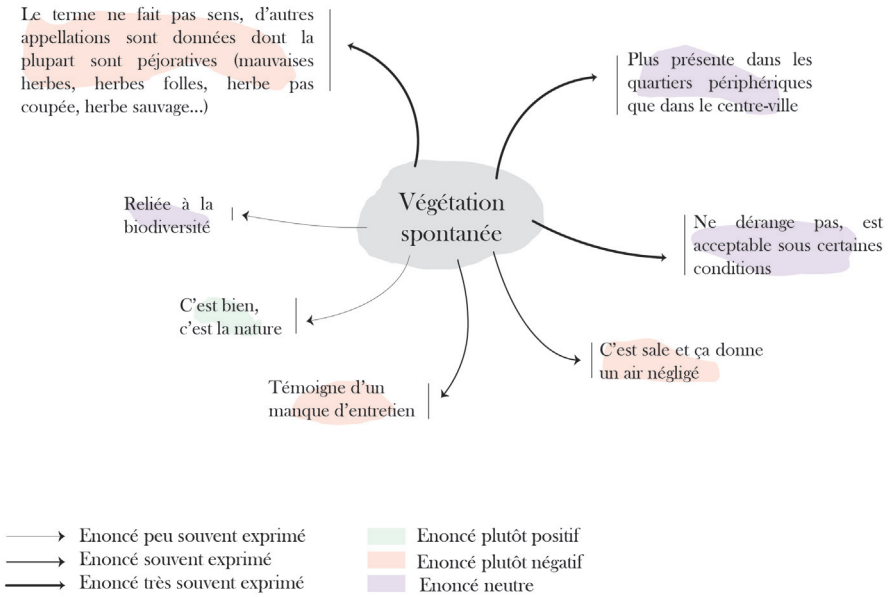 Le terme ne fait pas sens, d'autres
appellations sont données dont la
plupart sont péjoratives (mauvaises
herbes, herbes folles, herbe pas
coupée, herbe sauvage...)
Plus présente dans les
quartiers périphériques
que dans le centre-ville
Végétation
spontanée
Reliée à la
biodiversité
Ne dérange pas, est
acceptable sous certaines
conditions
C'est bien,
c'est la nature
C'est sale et ça donne
un air négligé
Témoigne d'un
manque d'entretien
Enoncé peu souvent exprimé
Enoncé souvent exprimé
Enoncé très souvent exprimé
Enoncé plutôt positif
Enoncé plutôt négatif
Enoncé neutre